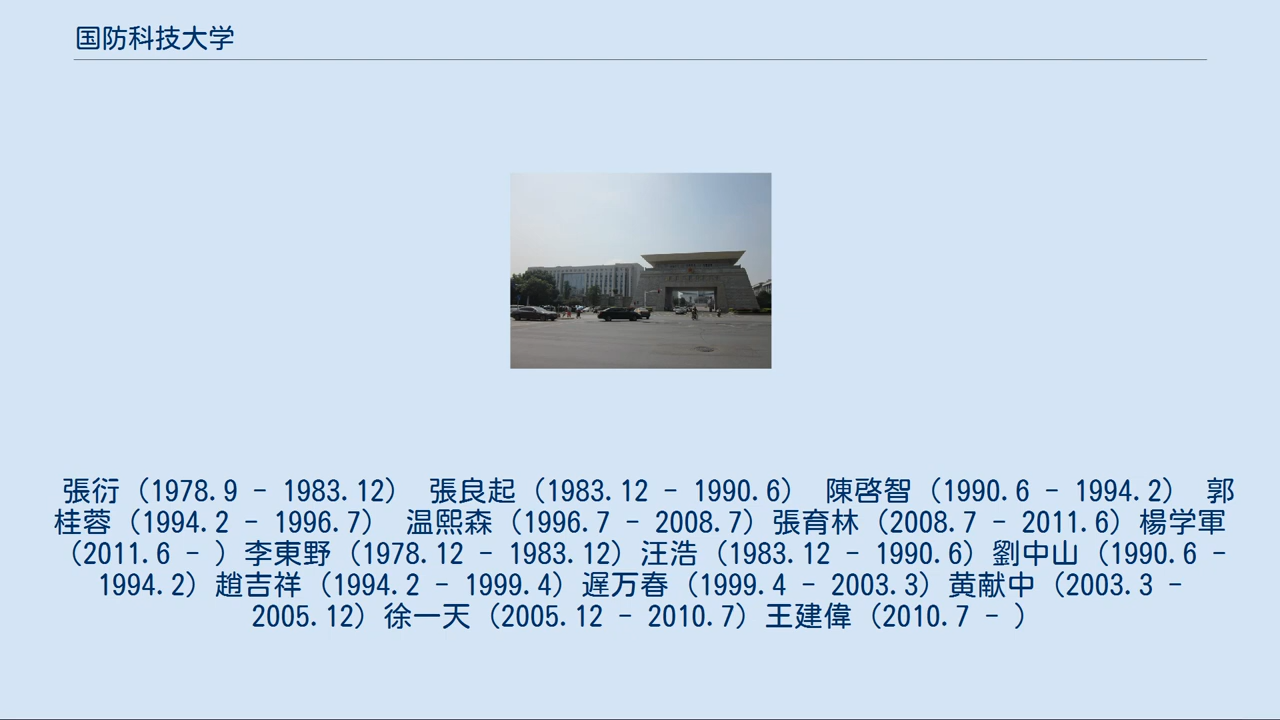 国防科技大学
張衍（1978.9 - 1983.12） 張良起（1983.12 - 1990.6） 陳啓智（1990.6 - 1994.2） 郭
桂蓉（1994.2 - 1996.7） 温熙森（1996.7 - 2008.7）張育林（2008.7 - 2011.6）楊学軍
（2011.6 - ）李東野（1978.12 - 1983.12）汪浩（1983.12 - 1990.6）劉中山（1990.6 -
1994.2）趙吉祥（1994.2 - 1999.4）遅万春（1999.4 - 2003.3）黄献中（2003.3 -
2005.12）徐一天（2005.12 - 2010.7）王建偉（2010.7 - ）